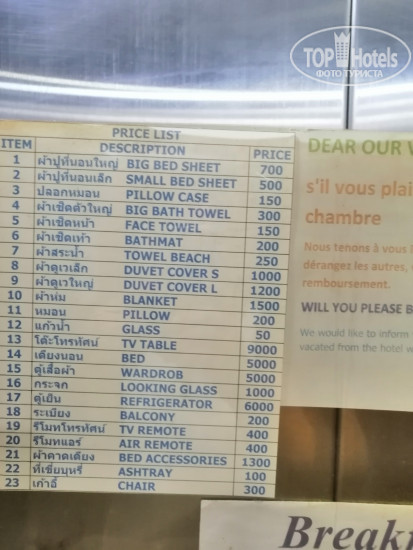 TOP Hotels
ФОТО ТУРИСТА
PRICE LIST
ITEM DESCRIPTION PRICE
1 ผ้าปูที่นอนใหญ่ BIG BED SHEET 700
2 ผ้าปูที่นอนเล็ก SMALL BED SHEET 500
3 ปลอกหมอน PILLOW CASE 150
4 ผ้าเช็ดตัวใหญ่ BIG BATH TOWEL 300
5 ผ้าเช็ดหน้า FACE TOWEL 150
6 ผ้าเช็ดเท้า BATHMAT 200
7 ผ้าสระน้ำ TOWEL BEACH 250
8 ผ้าดูเวเล็ก DUVET COVER S 1000
9 ผ้าดูเวใหญ่ DUVET COVER L 1200
10 ผ้าห่ม BLANKET 1500
11 หมอน PILLOW 200
12 แก้วน้ำ GLASS 50
13 โต๊ะโทรทัศน์ TV TABLE 9000
14 เตียงนอน BED 5000
15 ตู้เสื้อผ้า WARDROB 5000
16 กระจก LOOKING GLASS 1000
17 ตู้เย็น REFRIGERATOR 6000
18 ระเบียง BALCONY 200
19 รีโมทโทรทัศน์ TV REMOTE 400
20 รีโมทแอร์ AIR REMOTE 400
21 ผ้าคาดเตียง BED ACCESSORIES 1300
22 ที่เขี่ยบุหรี่ ASHTRAY 100
23 เก้าอี้ CHAIR 300
DEAR OUR V
s'il vous plai
chambre
Nous tenons à vous
dérangez les autres,
remboursement.
WILL YOU PLEASE B
We would like to inform
vacated from the hotel w
Break